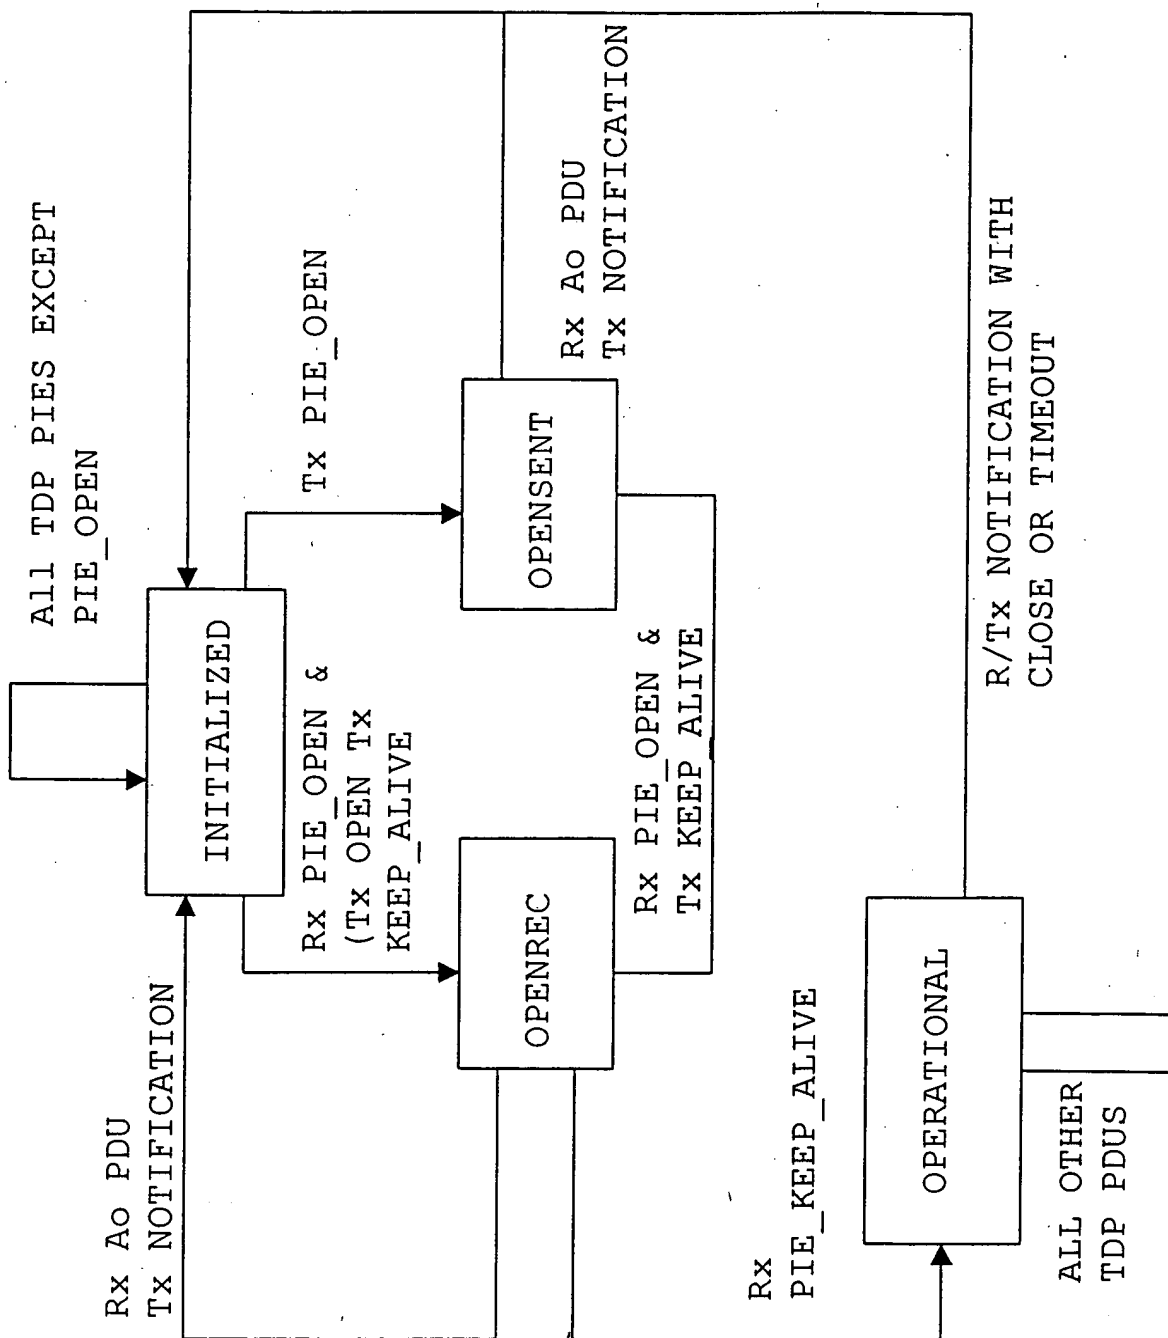 All TDP PIES EXCEPT
PIE_OPEN
INITIALIZED
Rx Ao PDU
Tx NOTIFICATION
Rx PIE_OPEN &
(Tx OPEN Tx
KEEP_ALIVE
Tx PIE_OPEN
OPENREC
OPENSENT
Rx Ao PDU
Tx NOTIFICATION
Rx PIE_OPEN &
Tx KEEP_ALIVE
Rx
PIE_KEEP_ALIVE
OPERATIONAL
R/Tx NOTIFICATION WITH
CLOSE OR TIMEOUT
ALL OTHER
TDP PDUS